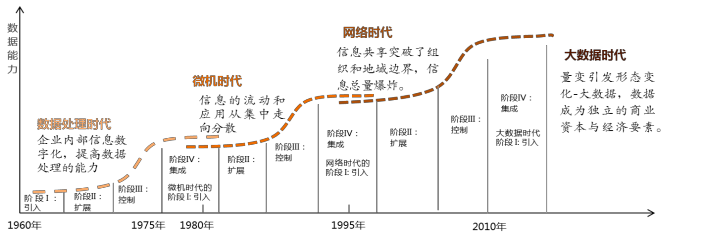 数据能力
网络时代
信息共享突破了组
织和地域边界，信
息总量爆炸。
大数据时代
量变引发形态变
化-大数据，数据
成为独立的商业
资本与经济要素。
微机时代
信息的流动和
应用从集中走
向分散
数据处理时代
企业内部信息数
字化，提高数据
处理的能力
阶段Ⅰ：
引入
阶段Ⅱ：
扩展
阶段Ⅲ：
控制
阶段Ⅳ：
集成
微机时代的
阶段Ⅰ: 引入
阶段Ⅱ：
扩展
阶段Ⅲ：
控制
阶段Ⅳ：
集成
网络时代的
阶段Ⅰ: 引入
阶段Ⅱ：
扩展
阶段Ⅲ：
控制
阶段Ⅳ：
集成
大数据时代
阶段Ⅰ: 引入
1960年
1975年
1980年
1995年
2010年